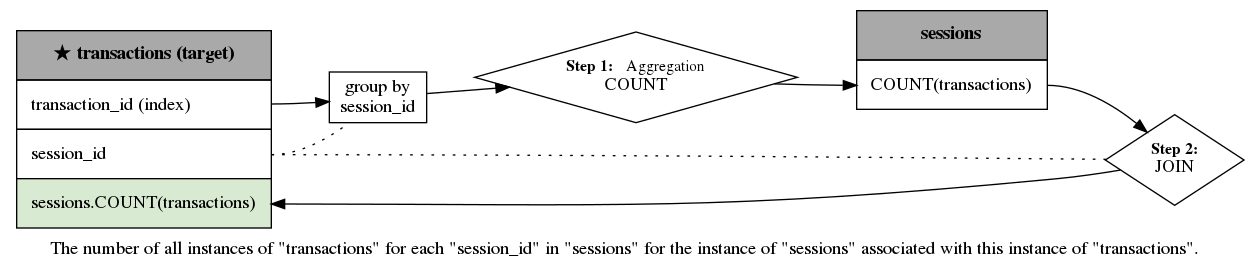 ★ transactions (target)
transaction_id (index)
session_id
sessions.COUNT(transactions)
group by
session_id
Step 1: Aggregation
COUNT
sessions
COUNT(transactions)
Step 2:
JOIN
The number of all instances of "transactions" for each "session_id" in "sessions" for the instance of "sessions" associated with this instance of "transactions".